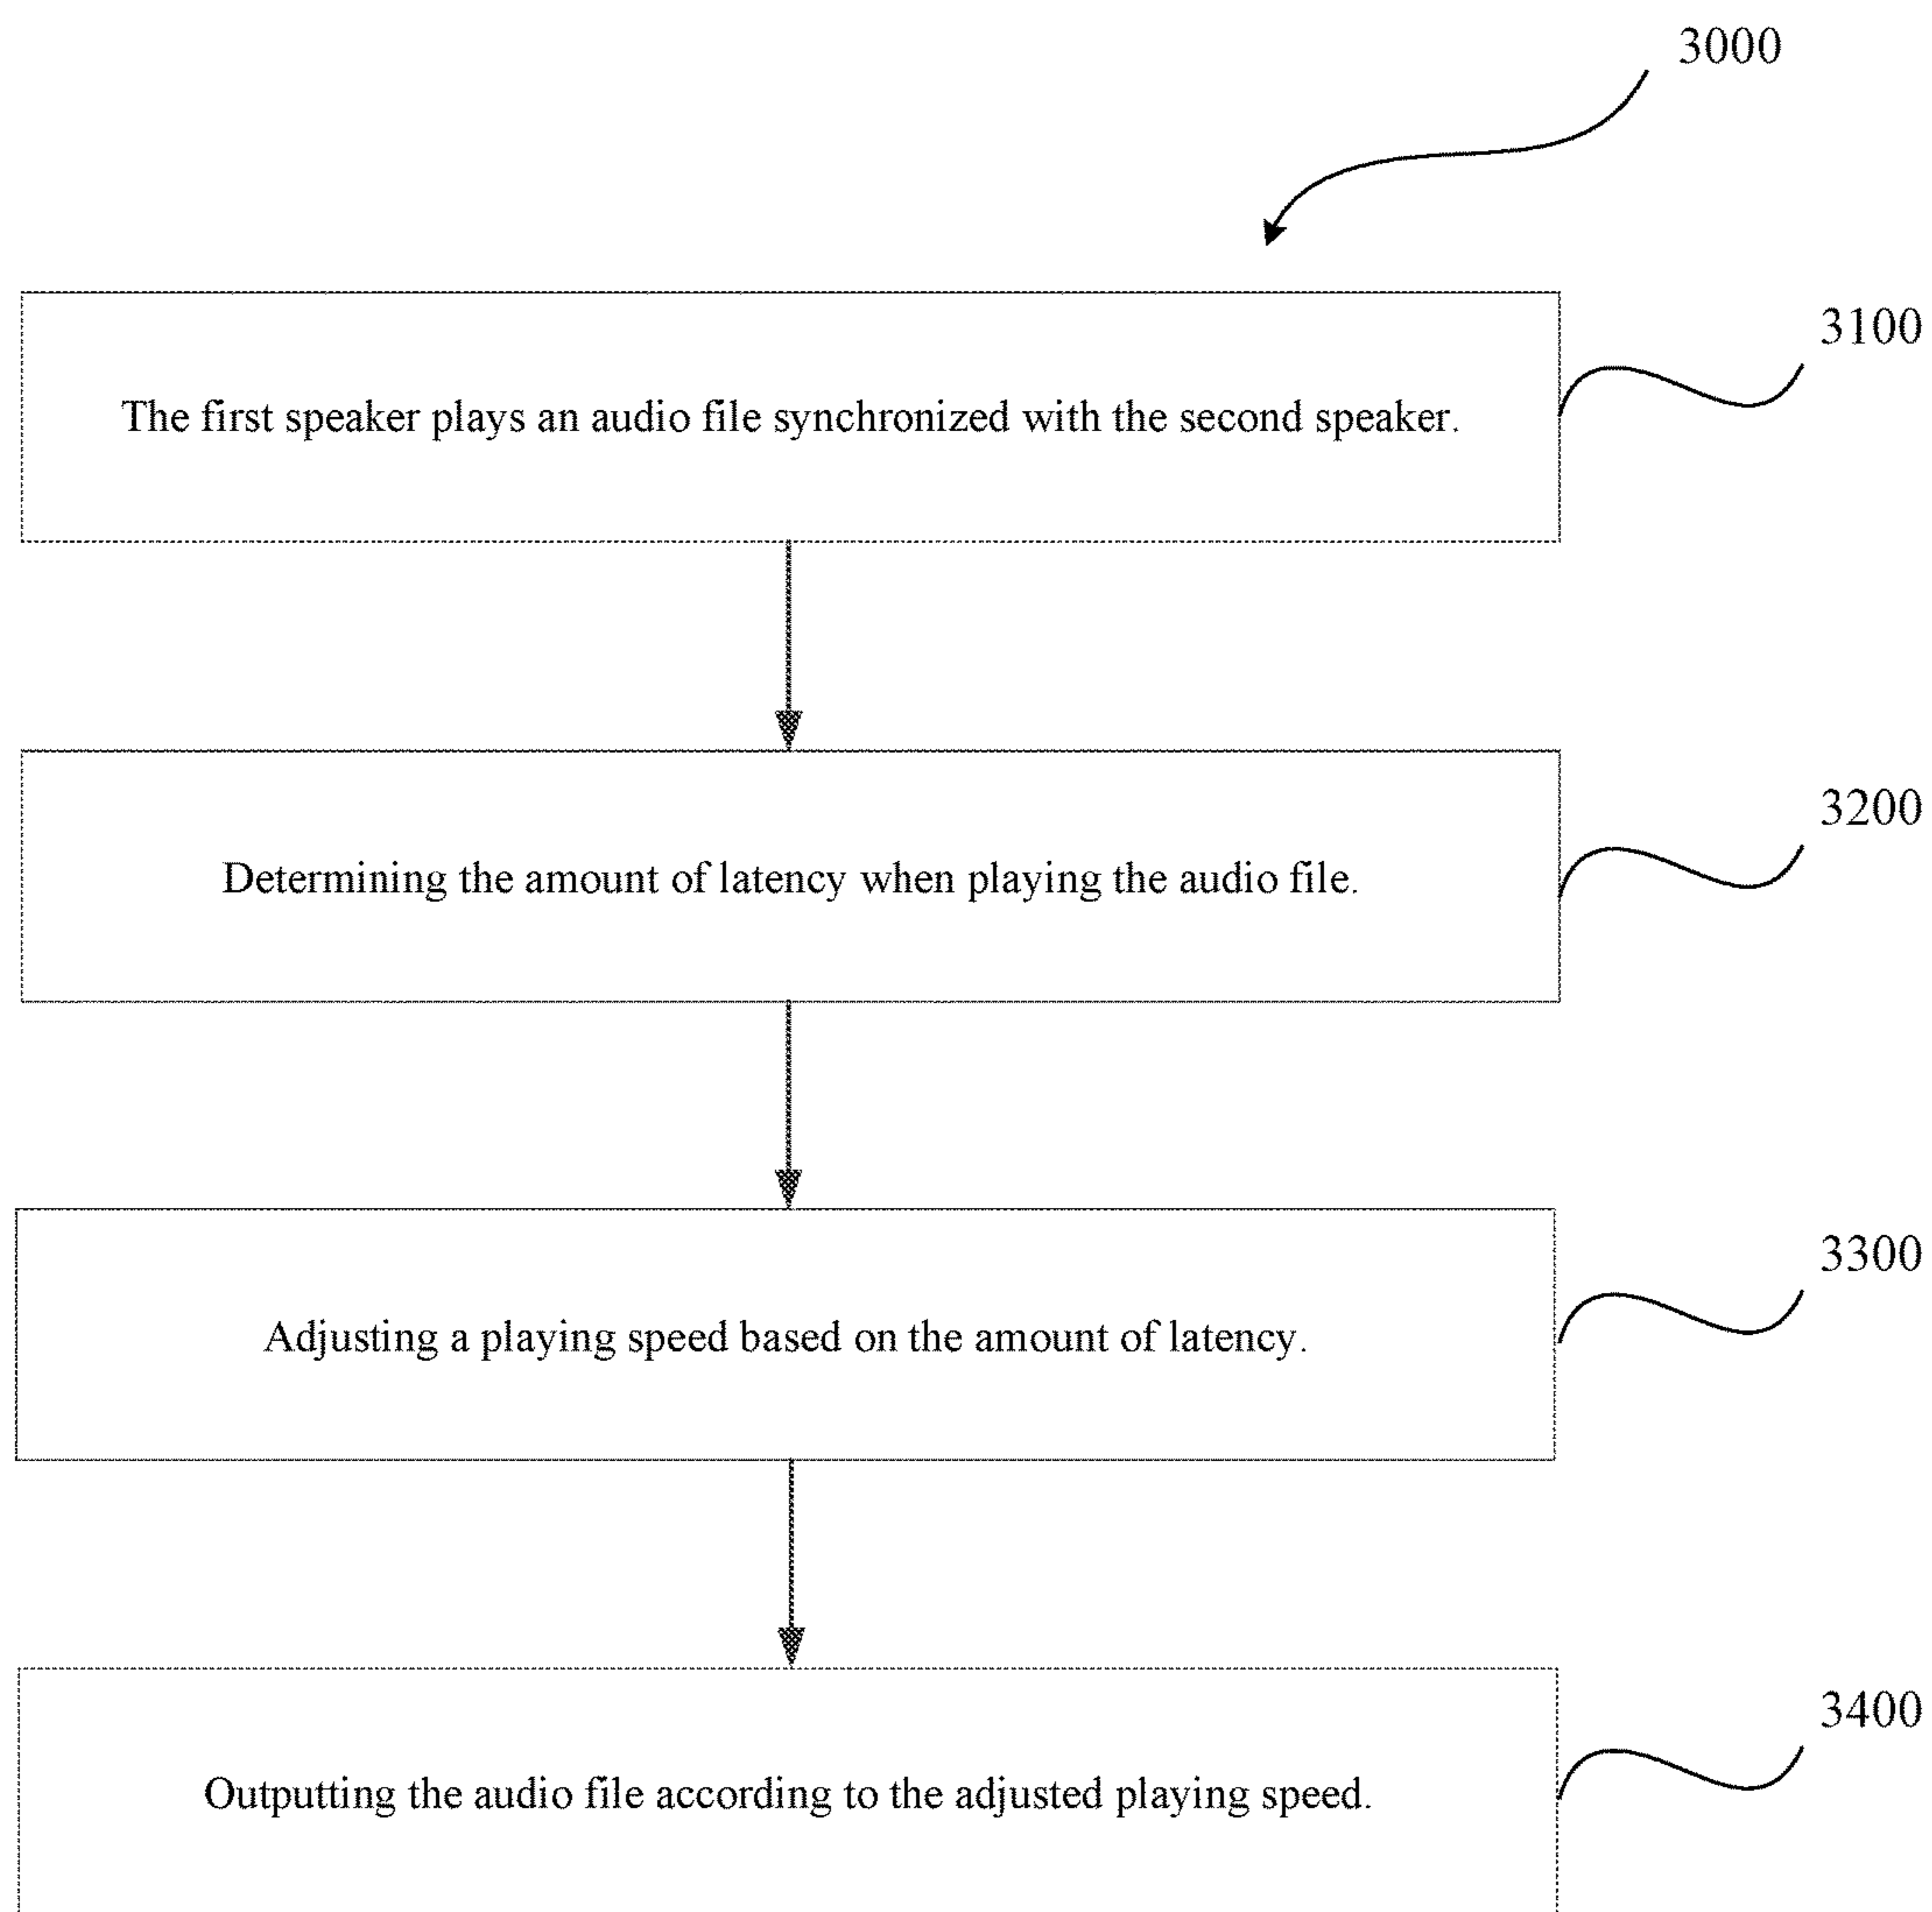 3000
3100
The first speaker plays an audio file synchronized with the second speaker.
3200
Determining the amount of latency when playing the audio file.
3300
Adjusting a playing speed based on the amount of latency.
3400
Outputting the audio file according to the adjusted playing speed.